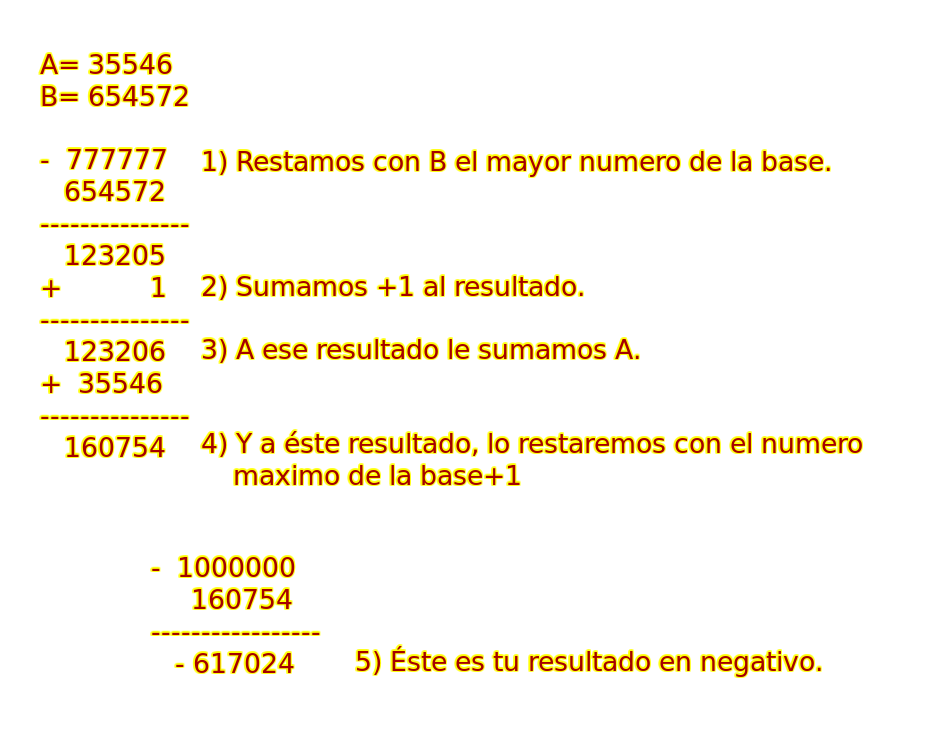 A= 35546
B= 654572
- 777777 1) Restamos con B el mayor numero de la base.
654572
---------------
123205
+ 1 2) Sumamos +1 al resultado.
---------------
123206 3) A ese resultado le sumamos A.
+ 35546
---------------
160754 4) Y a éste resultado, lo restaremos con el numero
maximo de la base+1
- 1000000
160754
-----------------
- 617024 5) Éste es tu resultado en negativo.